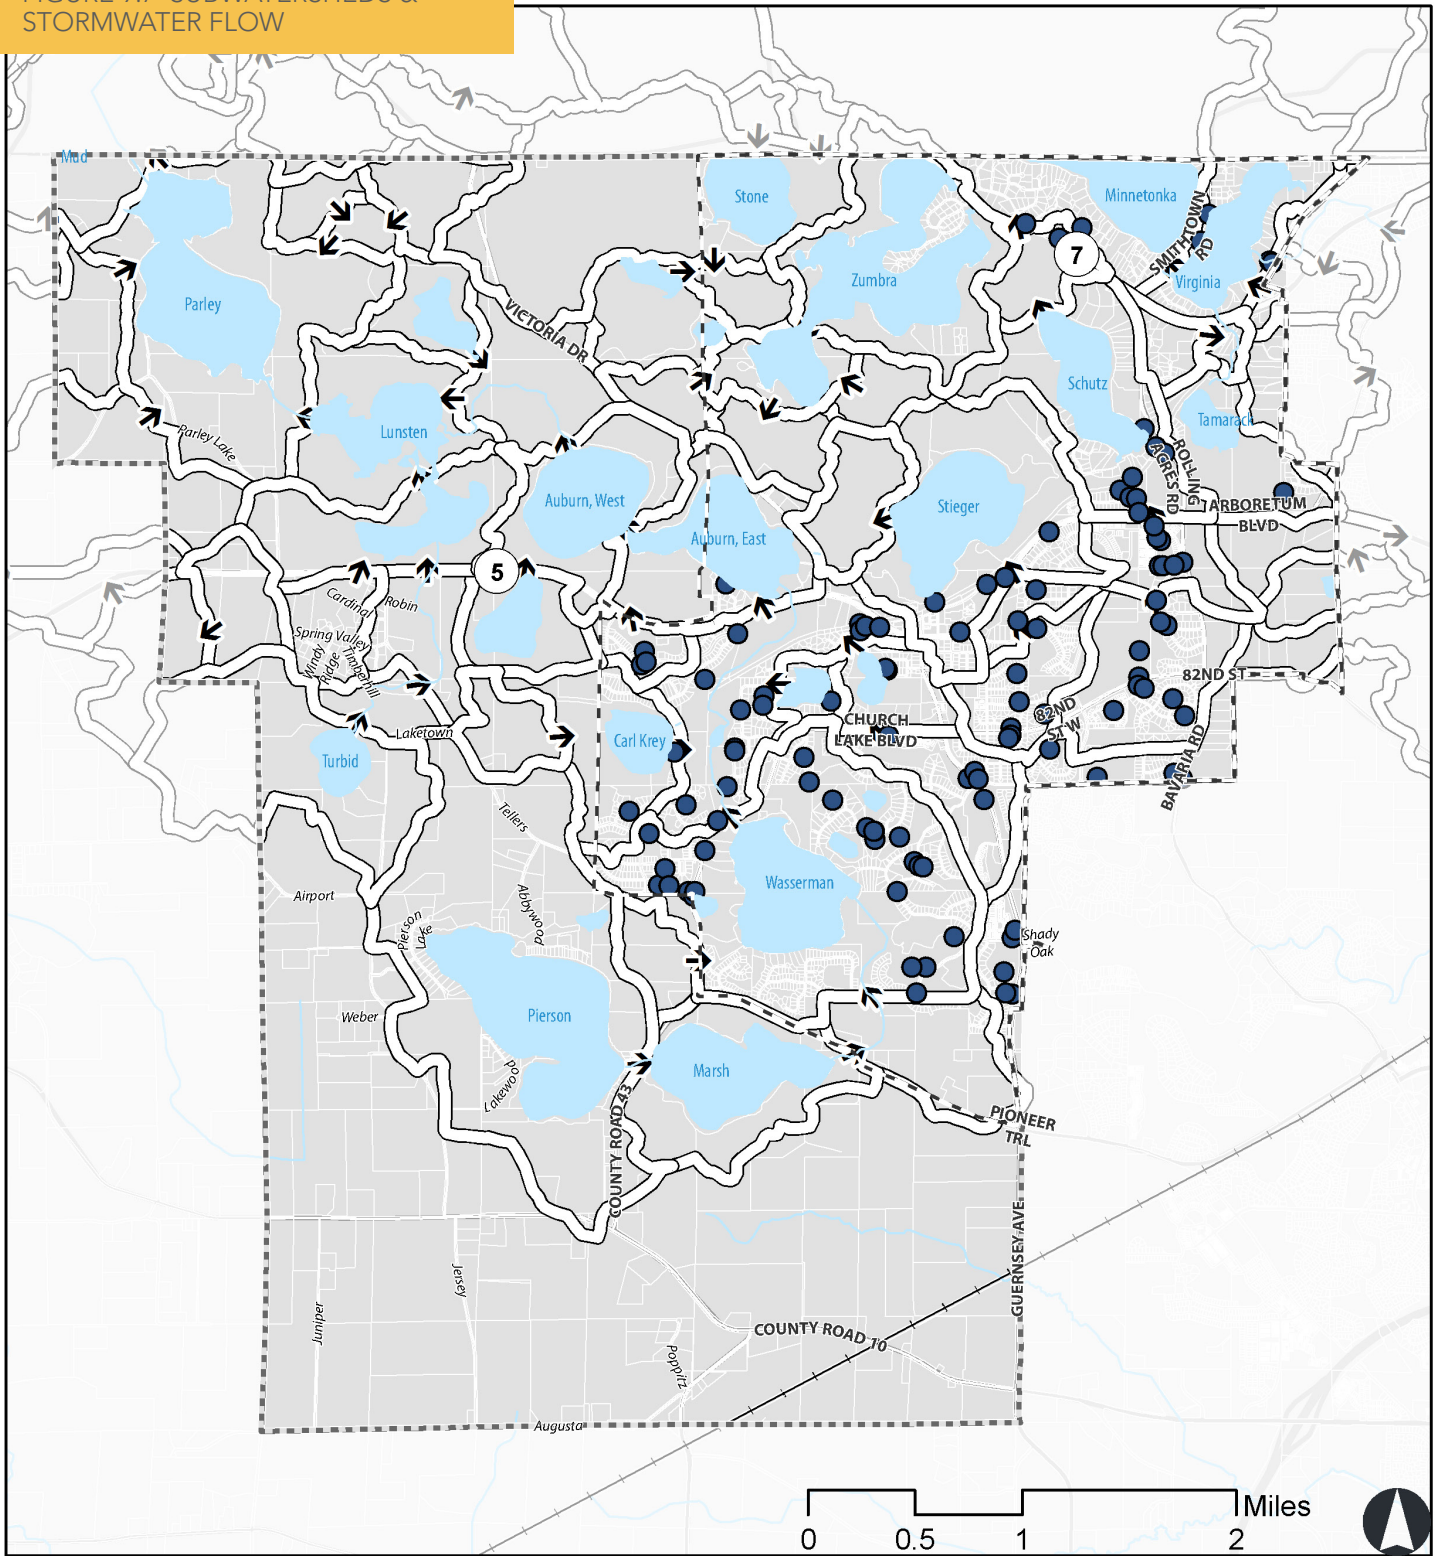 STORMWATER FLOW
Mud
Stone
Minnetonka
SMITHTOWN
RD
7
Zumbra
Virginia
Parley
VICTORIA DR
Schutz
Tamarack
Lunsten
Parley Lake
ROLLING
ACRES RD
Auburn, West
Stieger
ARBORETUM
BLVD
Auburn, East
5
Cardinal
Robin
Spring Valley
Windy
Ridge
Timberhill
82ND ST
82ND
ST W
CHURCH
LAKE BLVD
Laketown
Carl Krey
Turbid
BAVARIA RD
Tellers
Wasserman
Airport
Abbywood
Pierson
Lake
Shady
Oak
Weber
Pierson
Marsh
Lakewood
COUNTY ROAD 43
PIONEER
TRL
GUERNSEY AVE
Jersey
Juniper
COUNTY ROAD 10
Poppitz
Augusta
Miles
0 0.5 1 2